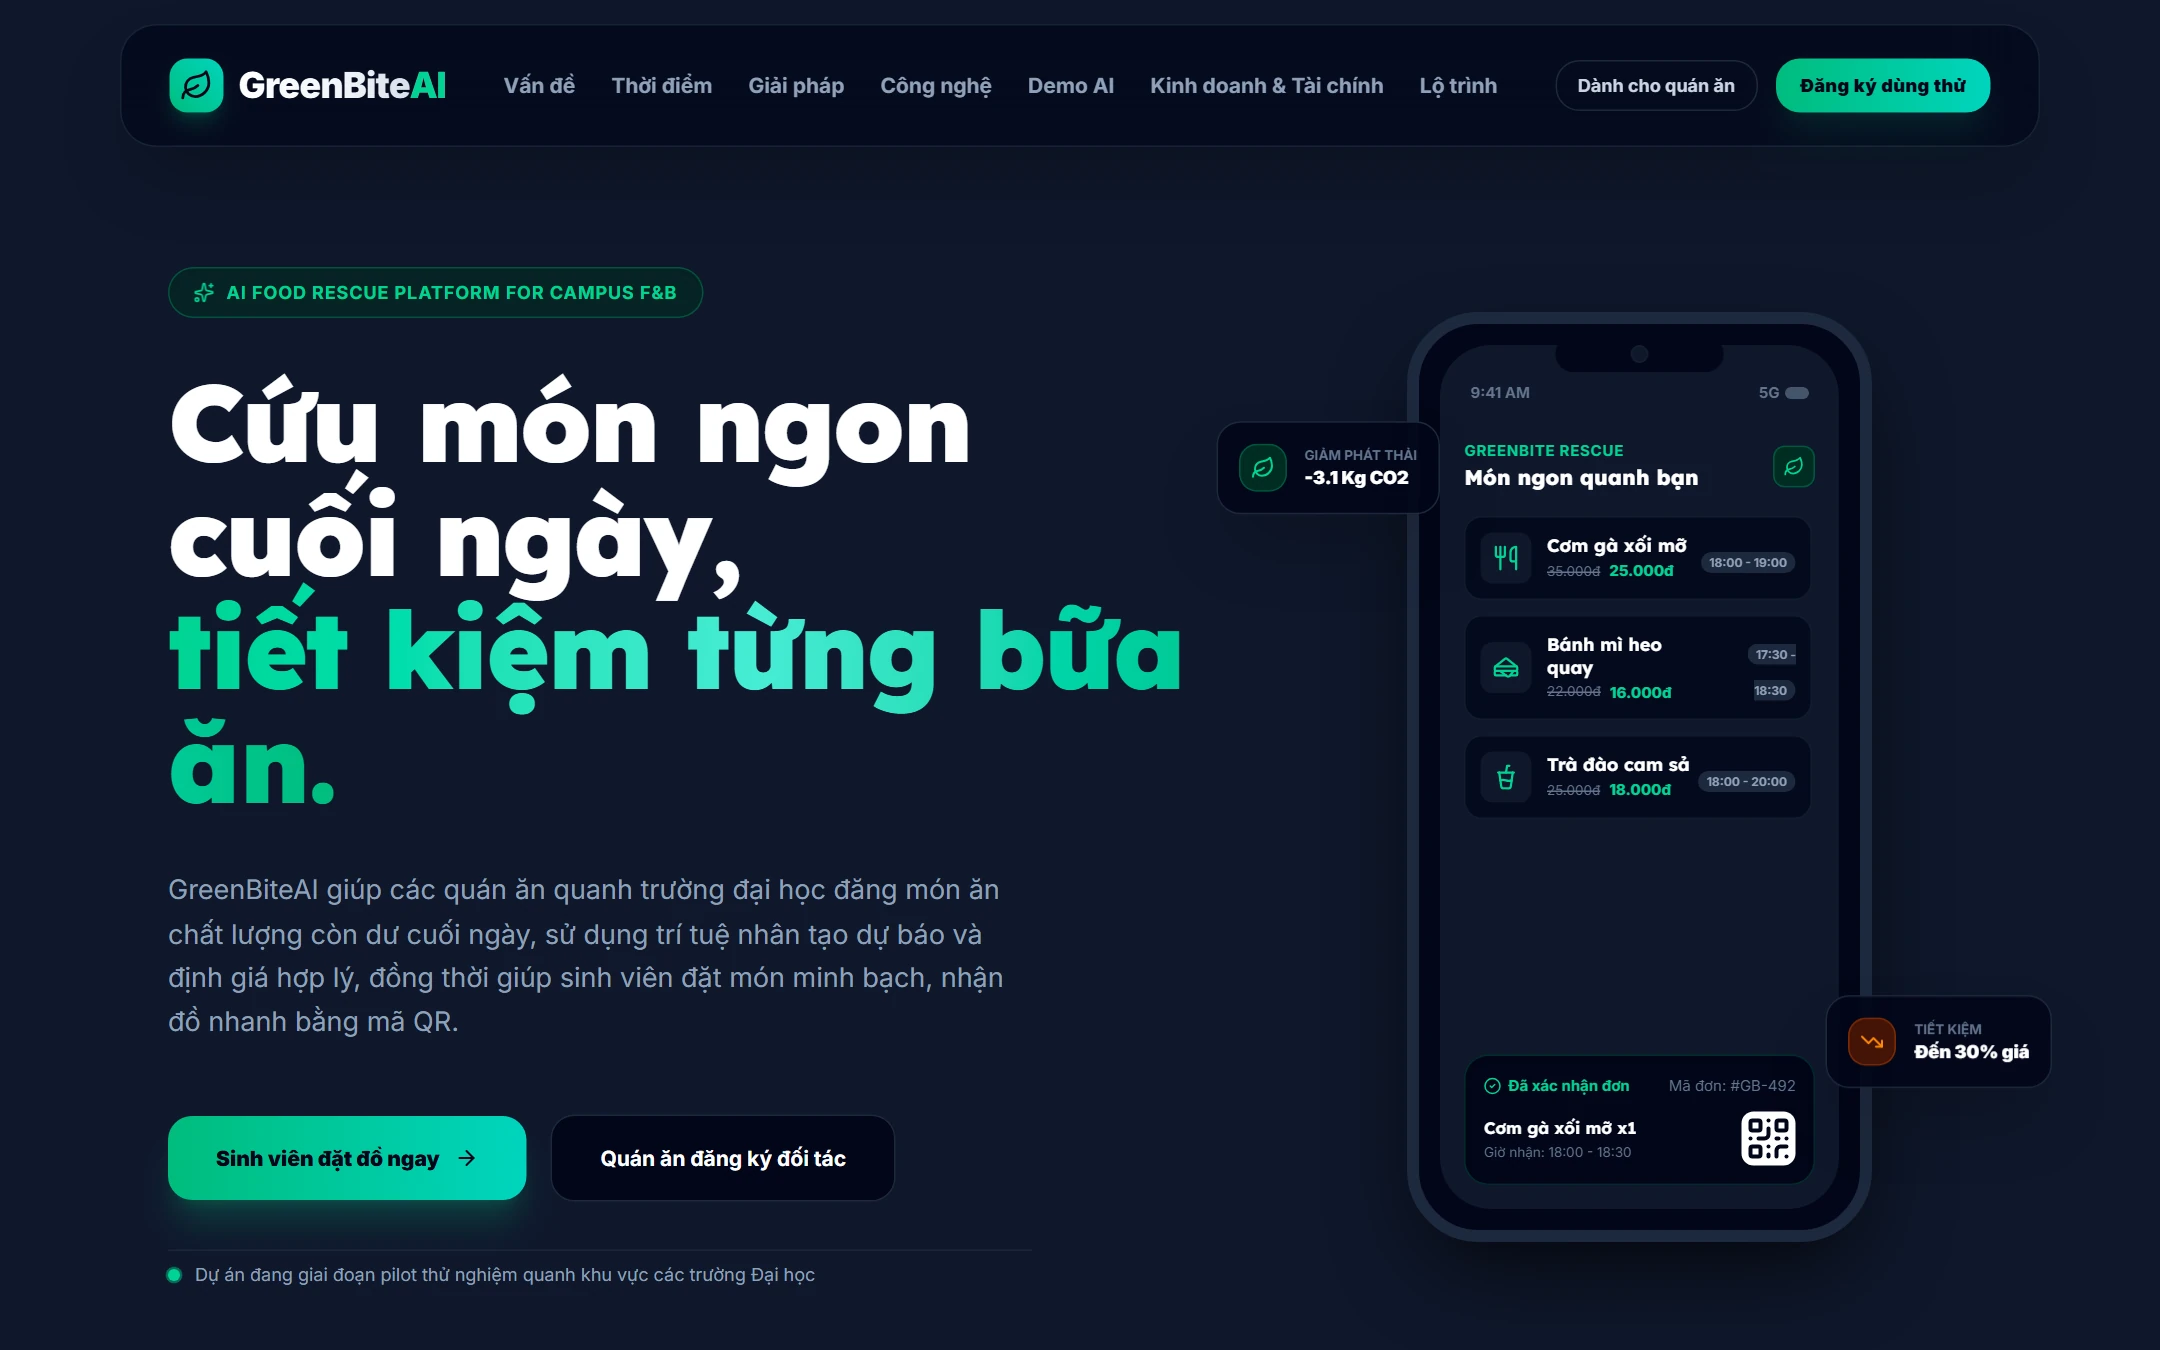 GreenBiteAI
Vấn đề
Thời điểm
Giải pháp
Công nghệ
Demo AI
Kinh doanh & Tài chính
Lộ trình
Dành cho quán ăn
Đăng ký dùng thử
AI FOOD RESCUE PLATFORM FOR CAMPUS F&B
Cứu món ngon
cuối ngày,
tiết kiệm từng bữa
ăn.
GreenBiteAI giúp các quán ăn quanh trường đại học đăng món ăn
chất lượng còn dư cuối ngày, sử dụng trí tuệ nhân tạo dự báo và
định giá hợp lý, đồng thời giúp sinh viên đặt món minh bạch, nhận
đồ nhanh bằng mã QR.
Sinh viên đặt đồ ngay
Quán ăn đăng ký đối tác
Dự án đang giai đoạn pilot thử nghiệm quanh khu vực các trường Đại học
9:41 AM
5G
GIẢM PHÁT THẢI
-3.1 Kg CO2
GREENBITE RESCUE
Món ngon quanh bạn
Cơm gà xối mỡ
35.000đ 25.000đ
18:00 - 19:00
Bánh mì heo
quay
22.000đ 16.000đ
17:30 -
18:30
Trà đào cam sả
25.000đ 18.000đ
18:00 - 20:00
TIẾT KIỆM
Đến 30% giá
Đã xác nhận đơn
Mã đơn: #GB-492
Cơm gà xối mỡ x1
Giờ nhận: 18:00 - 18:30